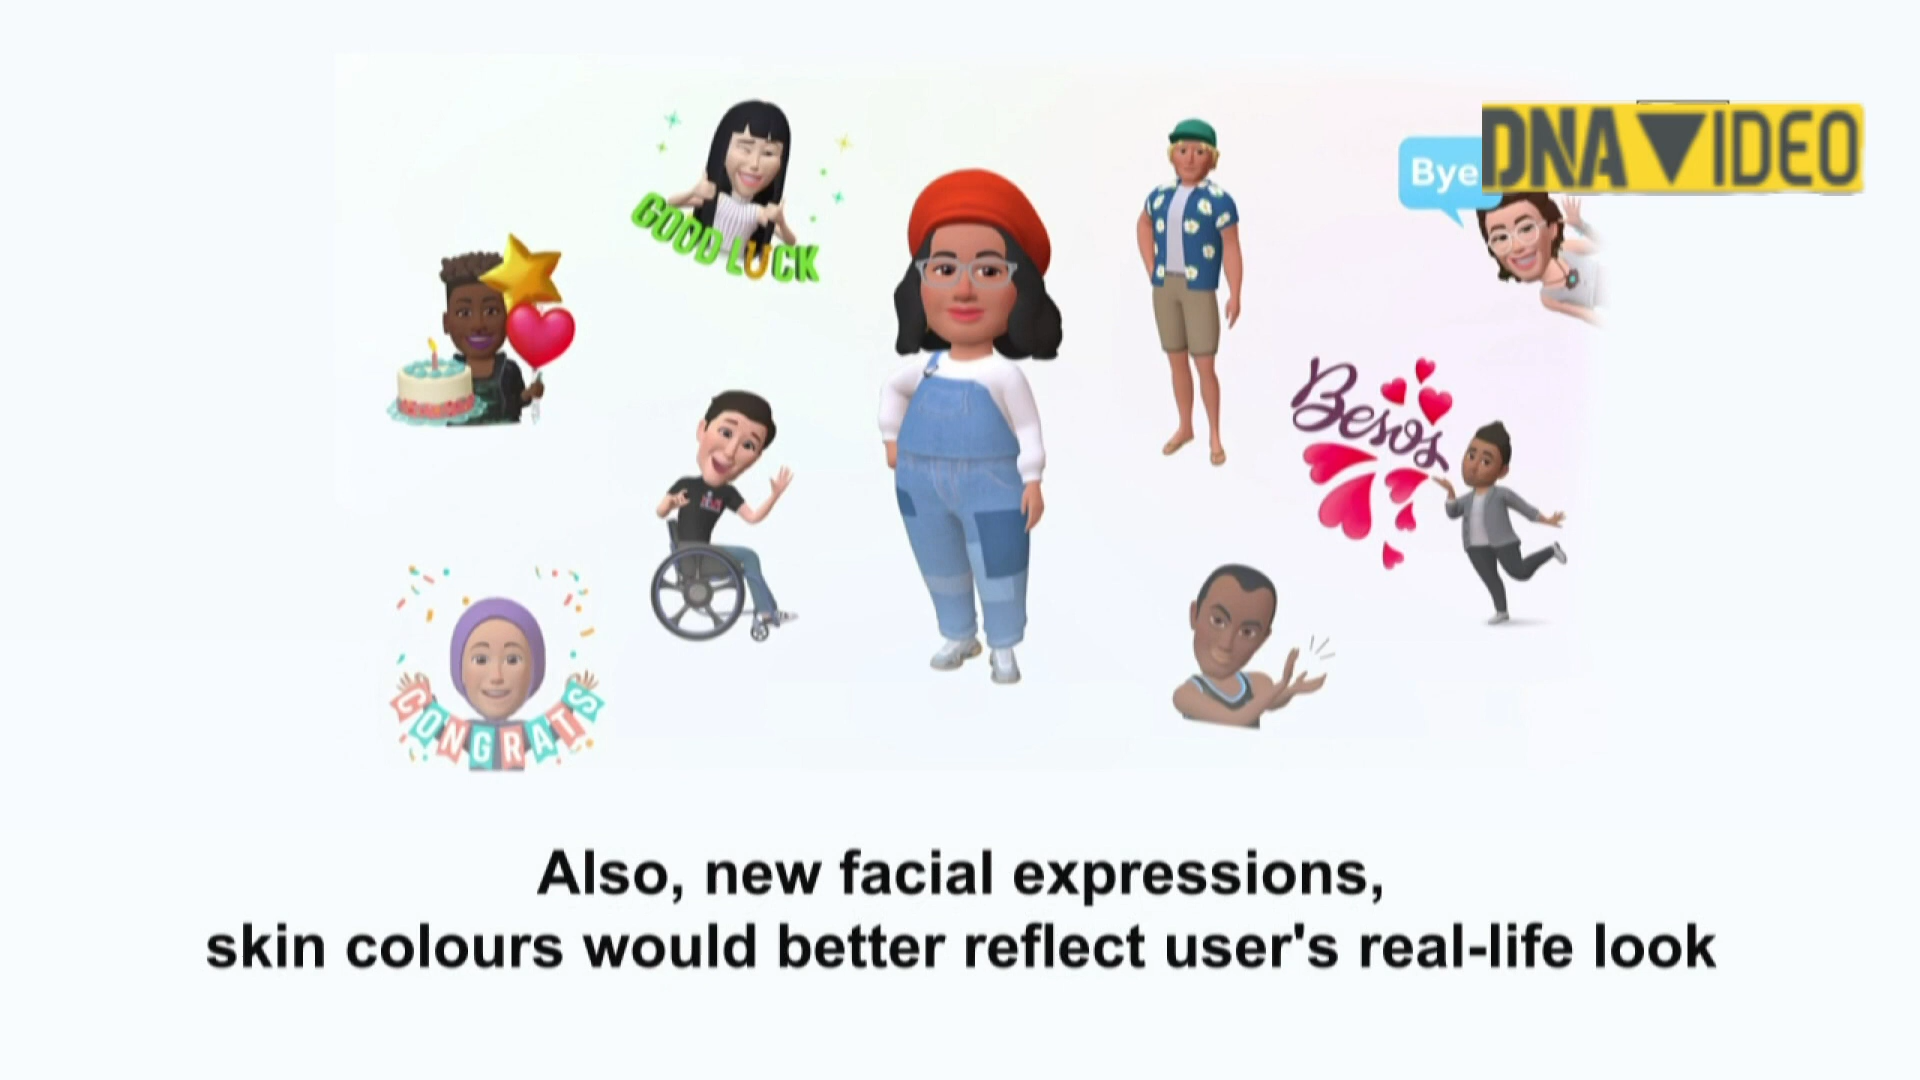 DNA VIDEO
Bye
GOOD LUCK
Besos
CONGRATS
Also, new facial expressions,
skin colours would better reflect user's real-life look